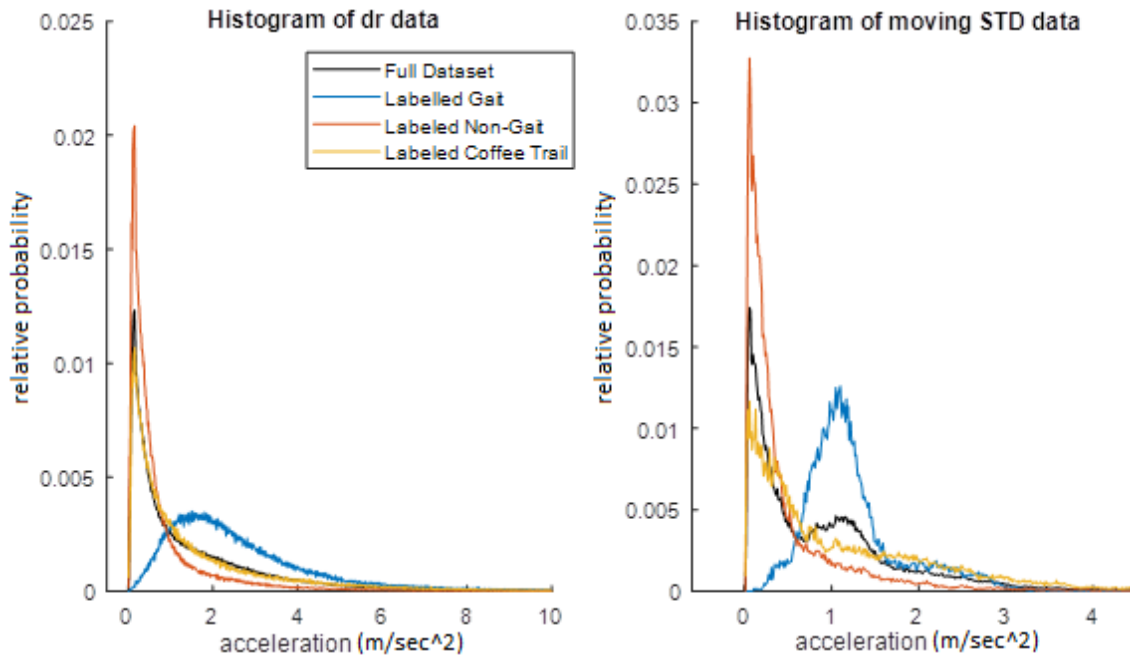 Histogram of dr data
0.025
0.02
0.015
0.01
0.005
0
relative probability
Full Dataset
Labelled Gait
Labeled Non-Gait
Labeled Coffee Trail
0 2 4 6 8 10
acceleration (m/sec^2)
Histogram of moving STD data
0.035
0.03
0.025
0.02
0.015
0.01
0.005
0
relative probability
0 1 2 3 4
acceleration (m/sec^2)